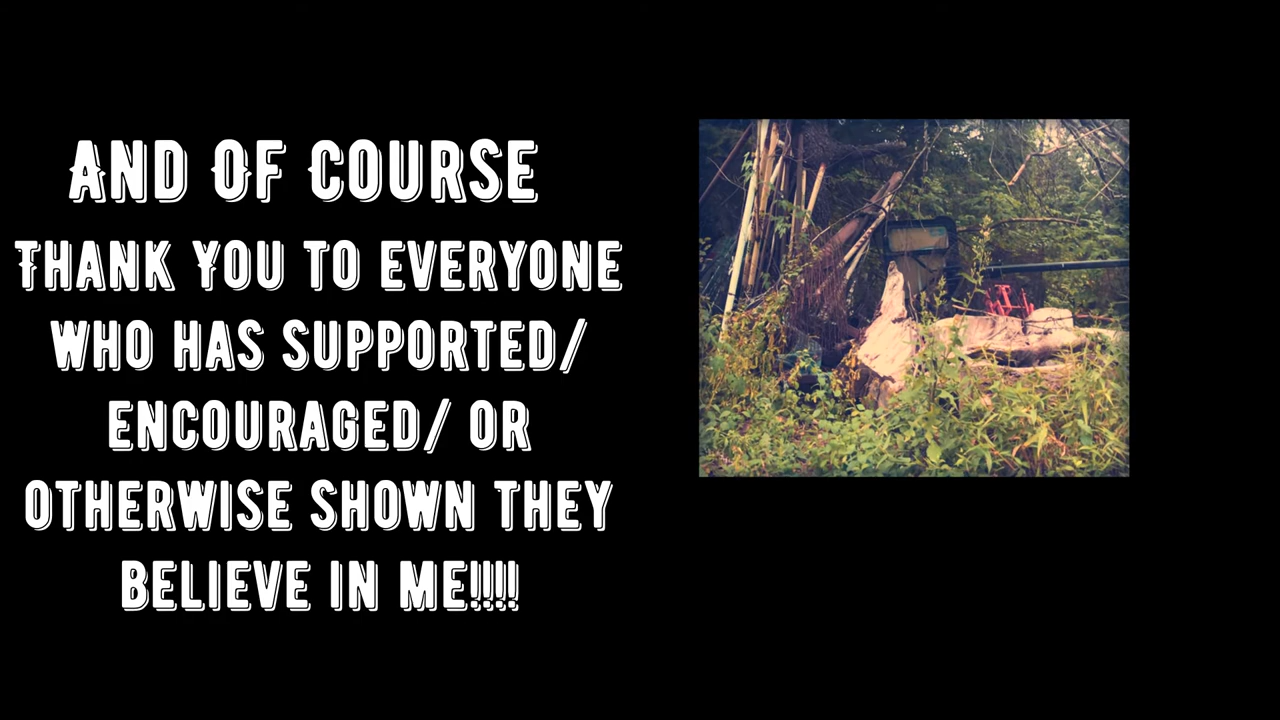 AND OF COURSE
THANK YOU TO EVERYONE
WHO HAS SUPPORTED/
ENCOURAGED/ OR
OTHERWISE SHOWN THEY
BELIEVE IN ME!!!!